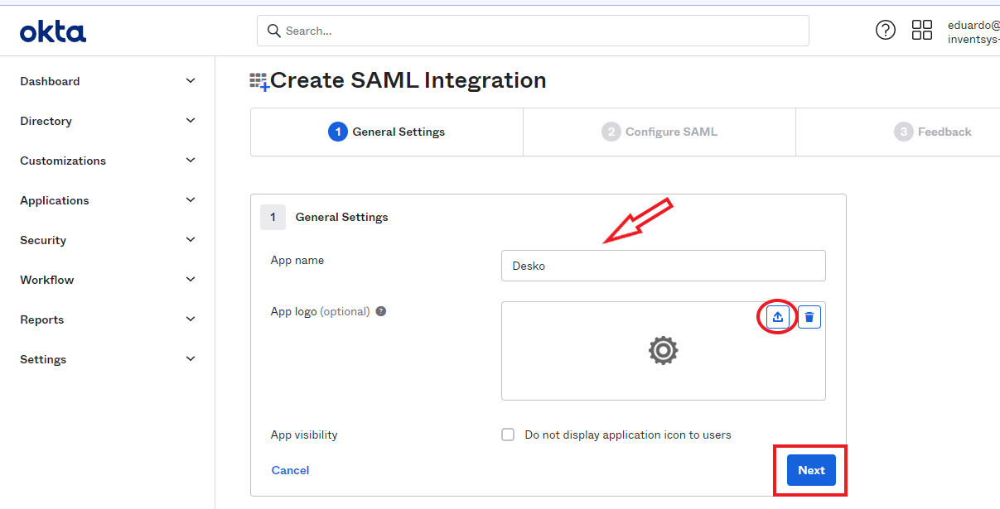 okta
Search...
eduardo@
inventsys-
Dashboard
Directory
Customizations
Applications
Security
Workflow
Reports
Settings
Create SAML Integration
1 General Settings
2 Configure SAML
3 Feedback
1 General Settings
App name
Desko
App logo (optional) ?
App visibility
Do not display application icon to users
Cancel
Next